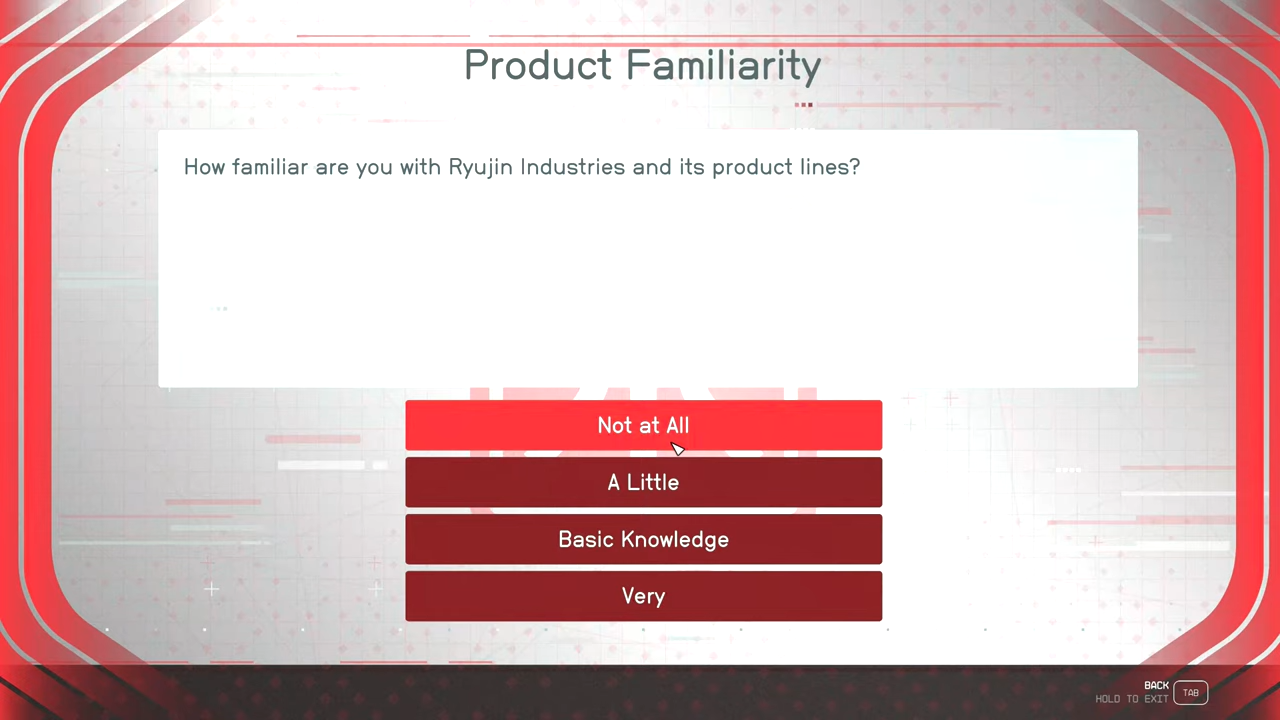 Product Familiarity
How familiar are you with Ryujin Industries and its product lines?
Not at All
A Little
Basic Knowledge
Very
BACK
HOLD TO EXIT
TAB